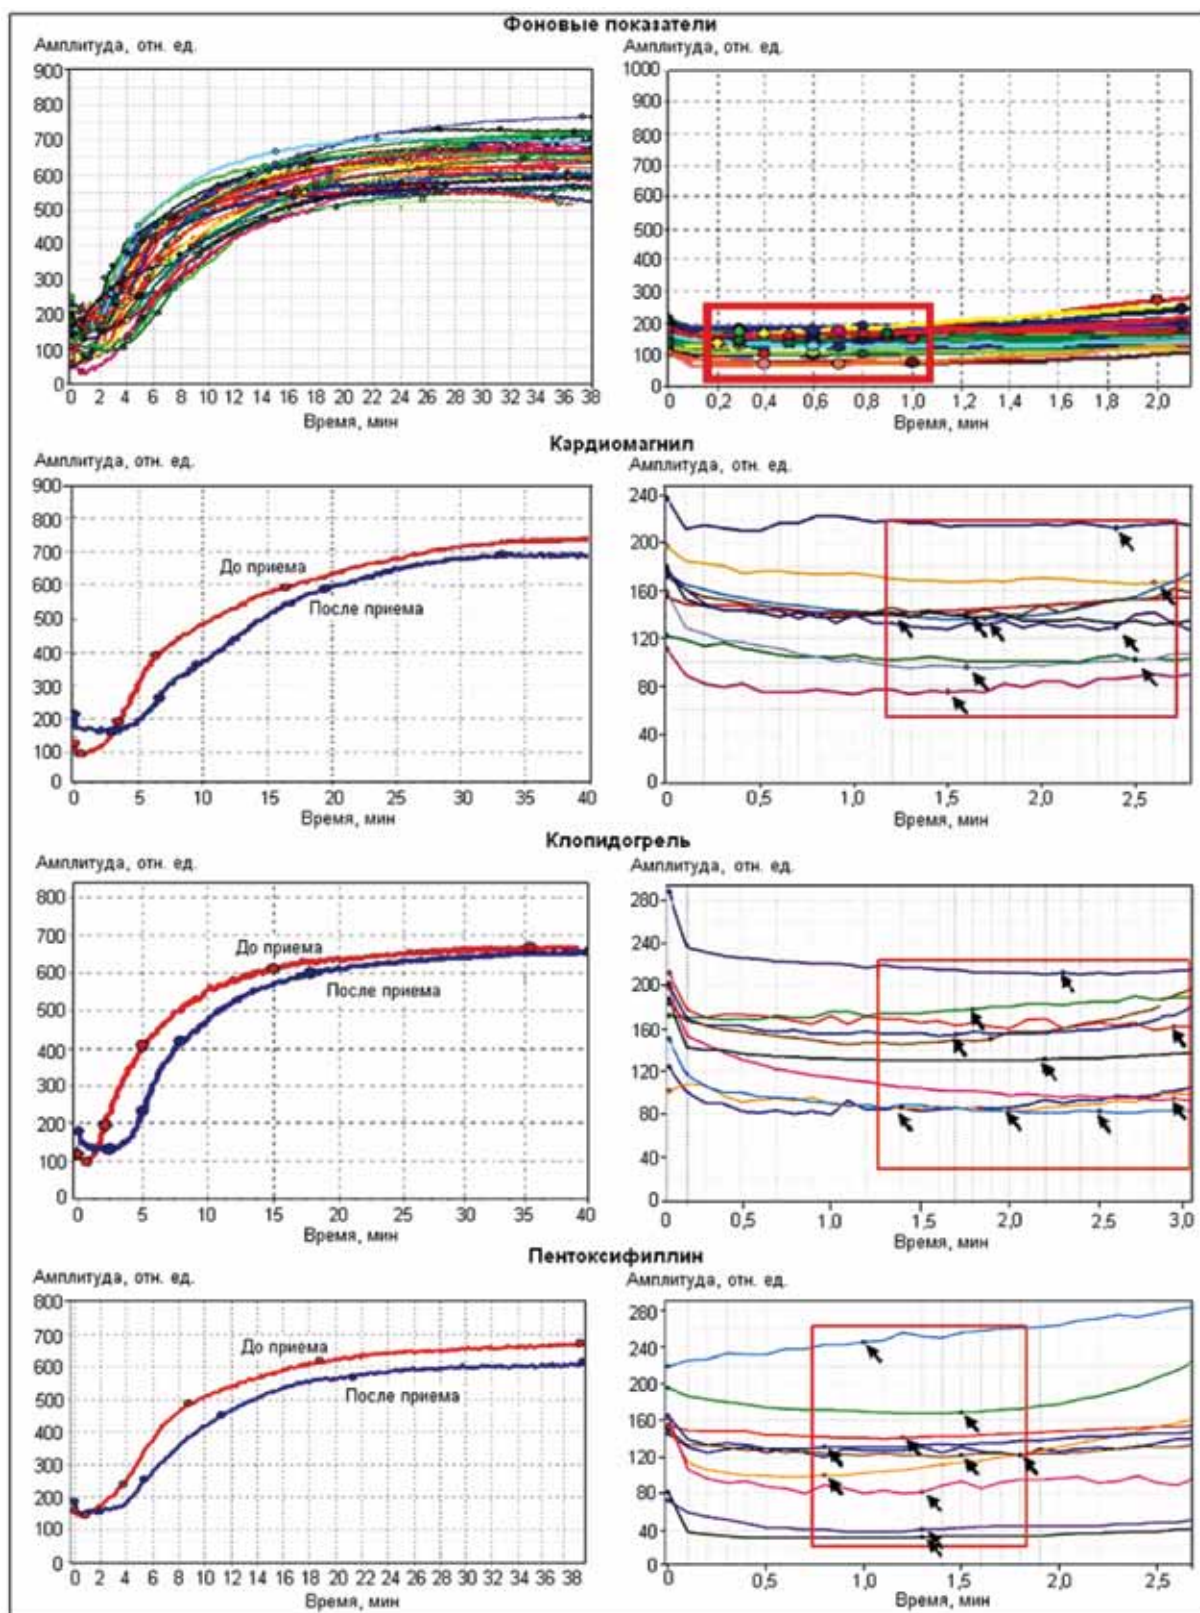 Фоновые показатели
Амплитуда, отн. ед.
900
800
700
600
500
400
300
200
100
0
0 2 4 6 8 10 12 14 16 18 20 22 24 26 28 30 32 34 36 38
Время, мин
Амплитуда, отн. ед.
1000
900
800
700
600
500
400
300
200
100
0
0 0,2 0,4 0,6 0,8 1,0 1,2 1,4 1,6 1,8 2,0
Время, мин
Кардиомагнил
Амплитуда, отн. ед.
900
800
700
600
500
400
300
200
100
0
До приема
После приема
0 5 10 15 20 25 30 35 40
Время, мин
Амплитуда, отн. ед.
240
200
160
120
80
40
0
0 0,5 1,0 1,5 2,0 2,5
Время, мин
Клопидогрель
Амплитуда, отн. ед.
800
700
600
500
400
300
200
100
0
До приема
После приема
0 5 10 15 20 25 30 35 40
Время, мин
Амплитуда, отн. ед.
280
240
200
160
120
80
40
0
0 0,5 1,0 1,5 2,0 2,5 3,0
Время, мин
Пентоксифиллин
Амплитуда, отн. ед.
800
700
600
500
400
300
200
100
0
До приема
После приема
0 2 4 6 8 10 12 14 16 18 20 22 24 26 28 30 32 34 36 38
Время, мин
Амплитуда, отн. ед.
280
240
200
160
120
80
40
0
0 0,5 1,0 1,5 2,0 2,5
Время, мин